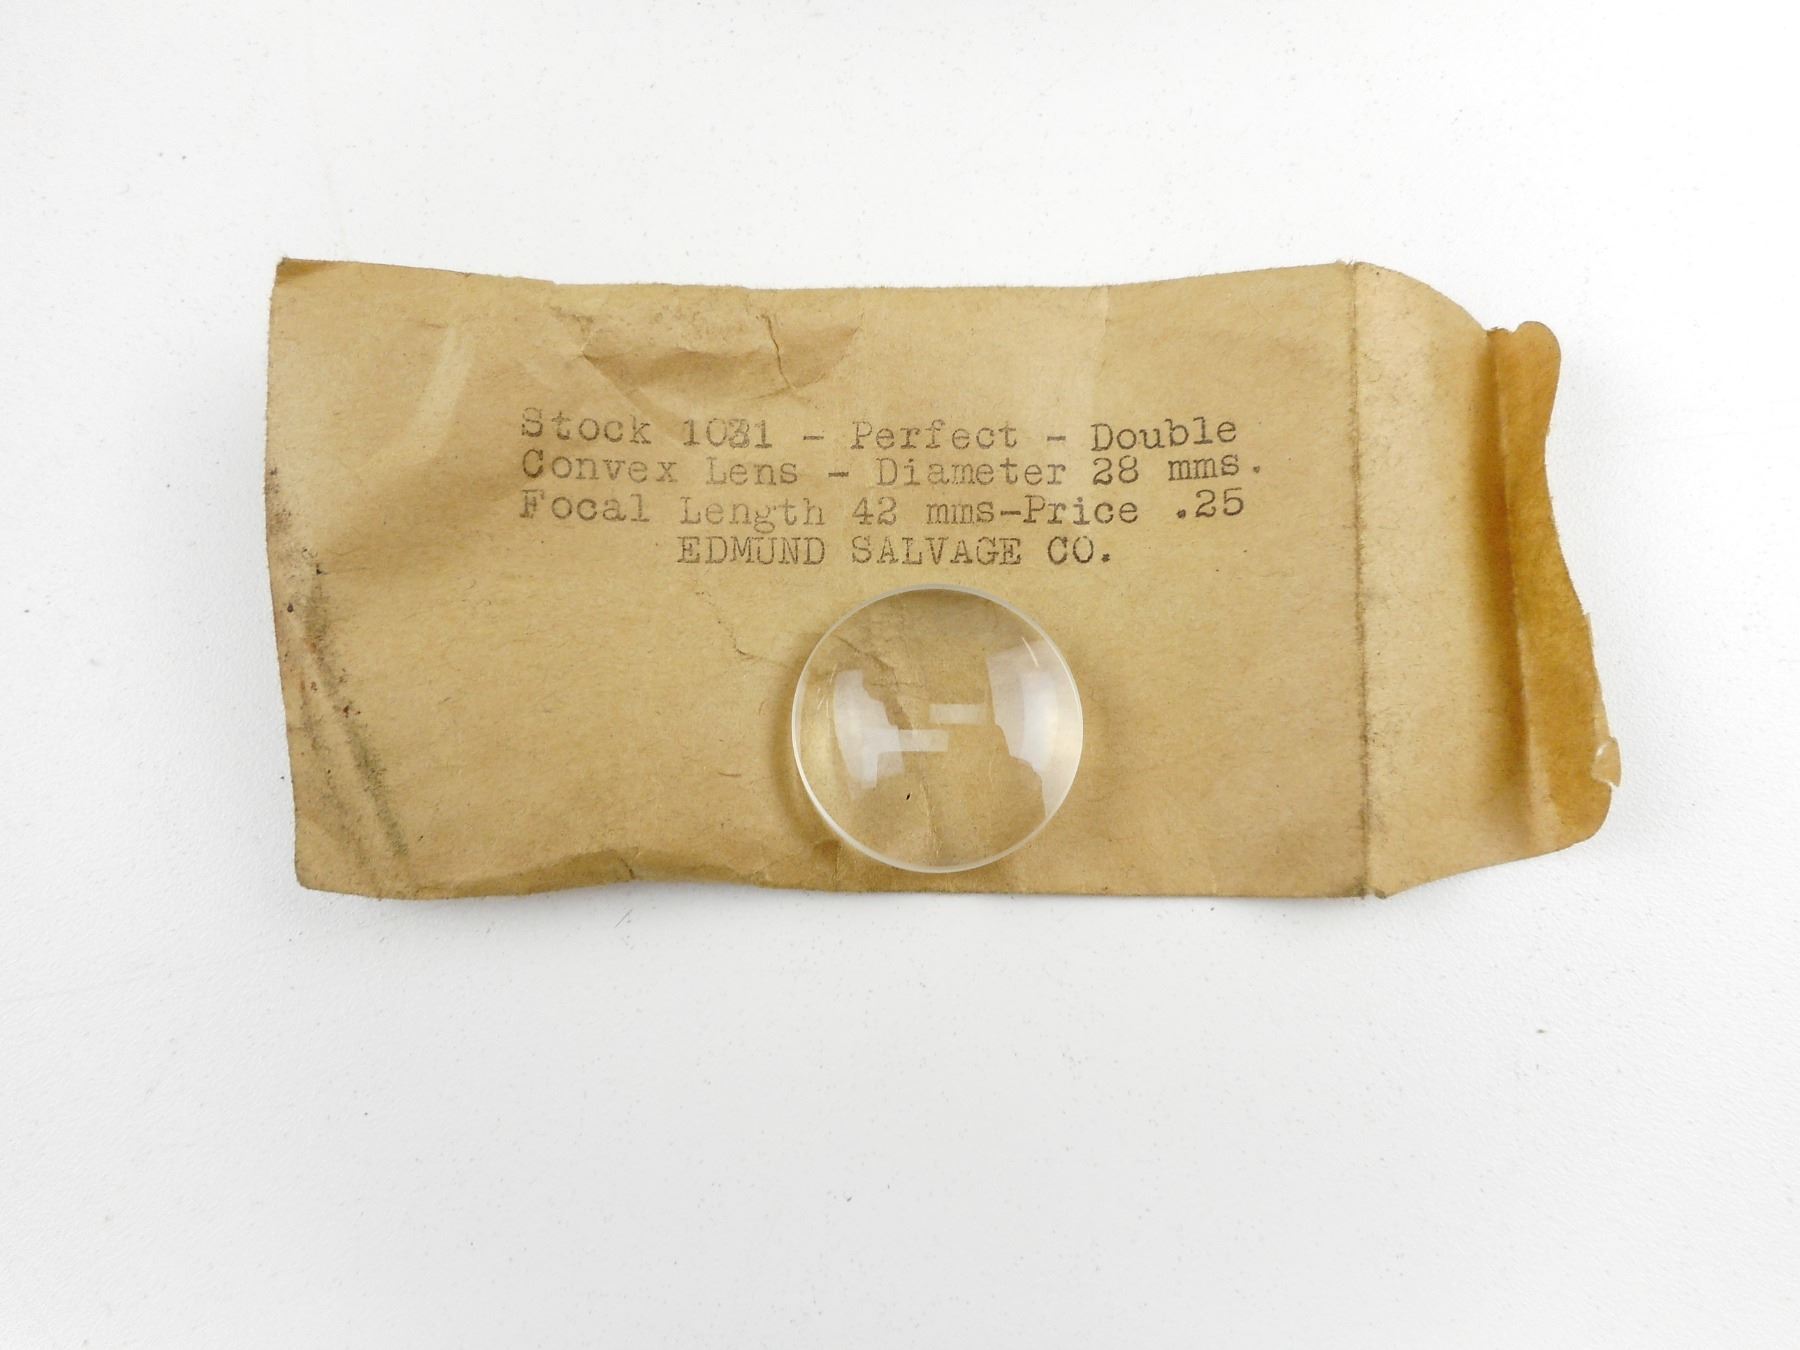 Stock 1031 - Perfect - Double
Convex Lens - Diameter 28 mms.
Focal Length 42 mms-Price .25
EDMUND SALVAGE CO.